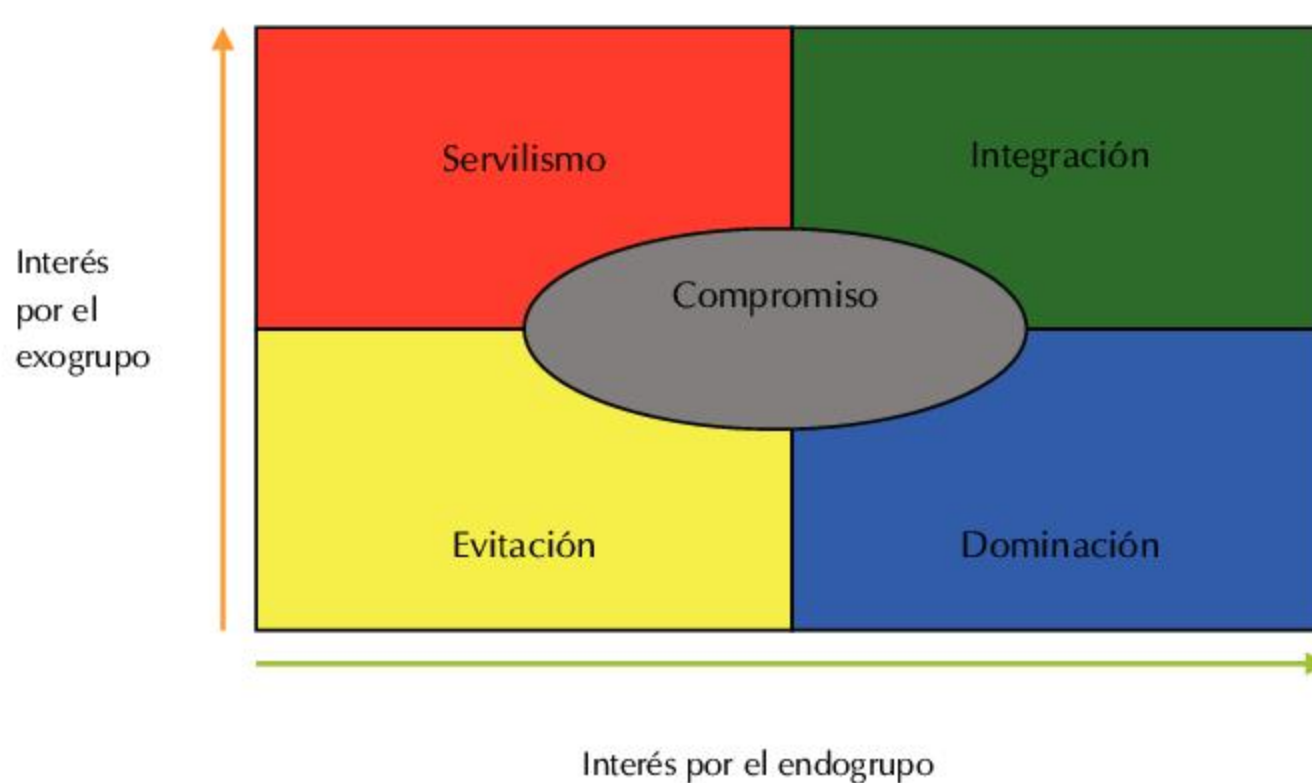 Servilismo
Integración
Interés
por el
exogrupo
Compromiso
Evitación
Dominación
Interés por el endogrupo